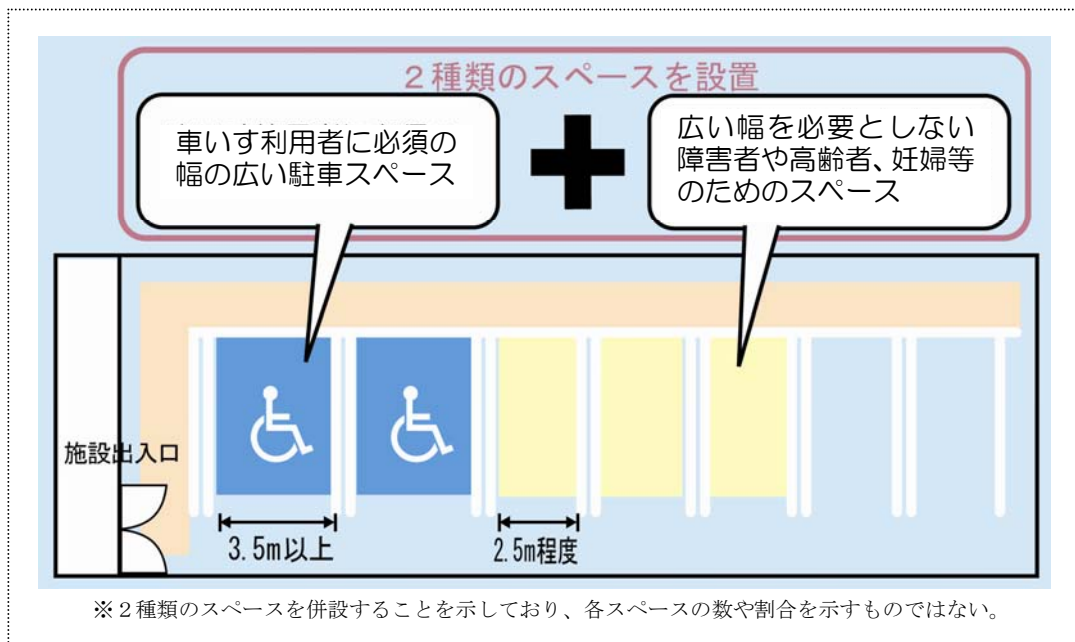 2種類のスペースを設置
車いす利用者に必須の
幅の広い駐車スペース
広い幅を必要としない
障害者や高齢者、妊婦等
のためのスペース
施設出入口
3.5m以上
2.5m程度
※2種類のスペースを併設することを示しており、各スペースの数や割合を示すものではない。